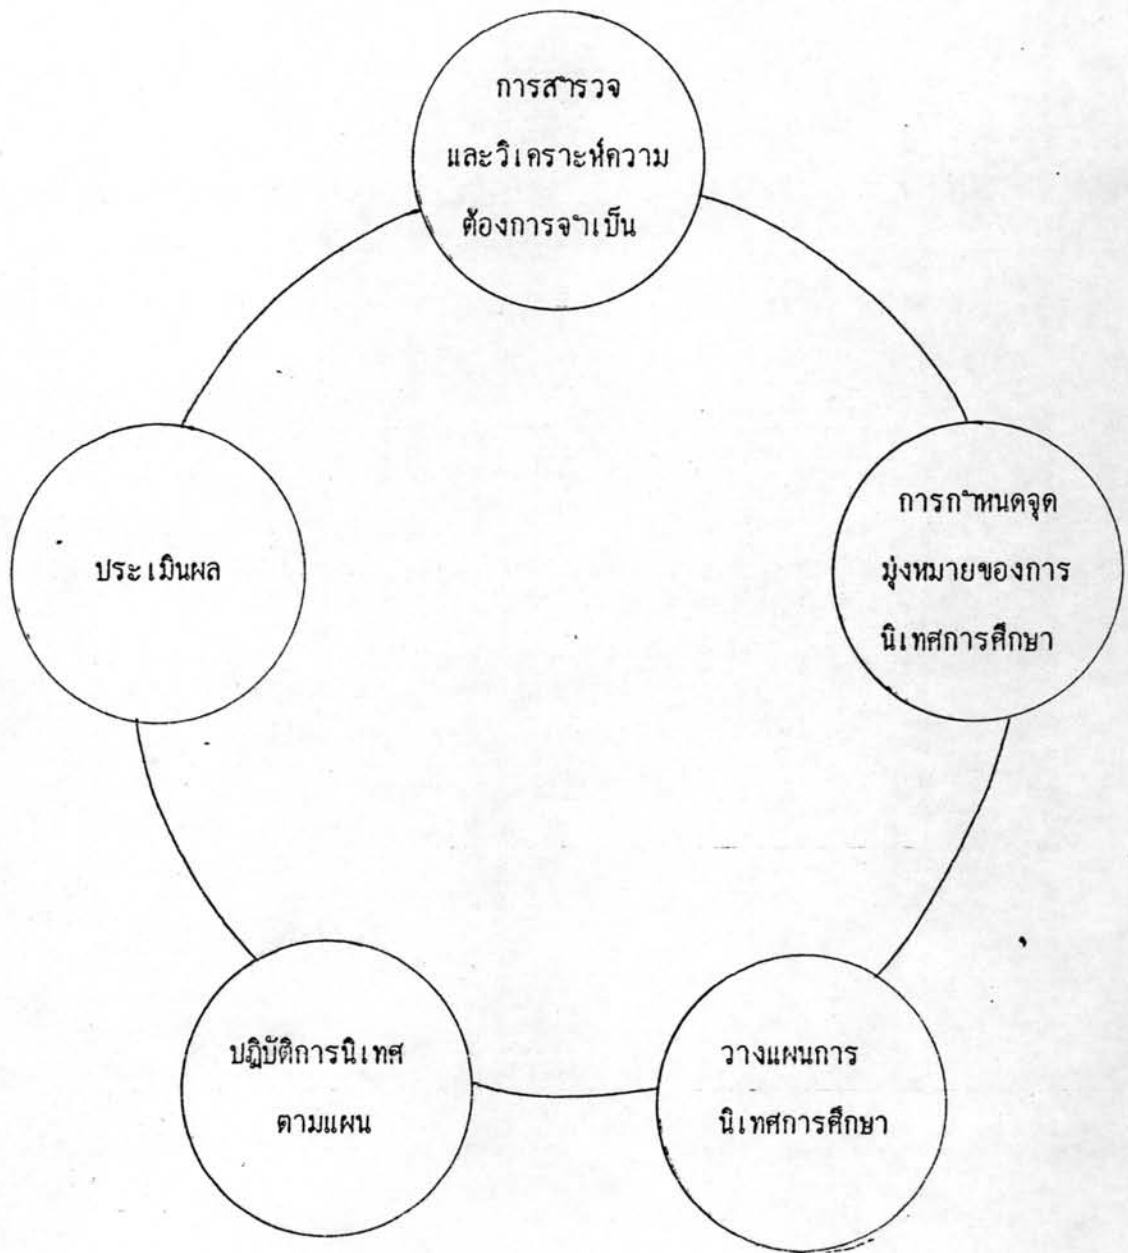 การสำรวจ
และวิเคราะห์ความ
ต้องการจำเป็น
การกำหนดจุด
มุ่งหมายของการ
นิเทศการศึกษา
วางแผนการ
นิเทศการศึกษา
ปฏิบัติการนิเทศ
ตามแผน
ประเมินผล